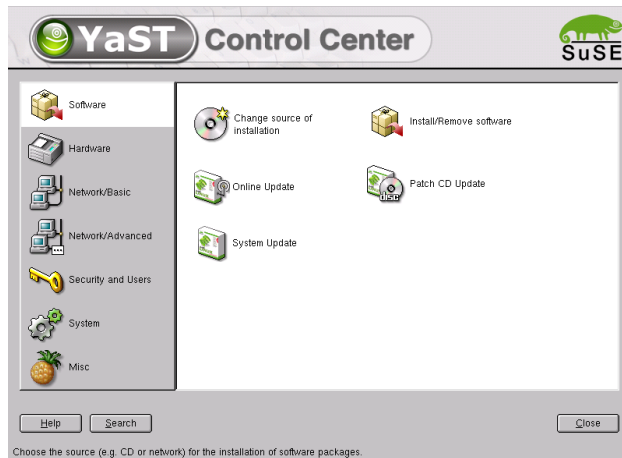 YaST Control Center
SuSE
Software
Hardware
Network/Basic
Network/Advanced
Security and Users
System
Misc
Change source of
installation
Install/Remove software
Online Update
Patch CD Update
disc
System Update
Help
Search
Close
Choose the source (e.g. CD or network) for the installation of software packages.